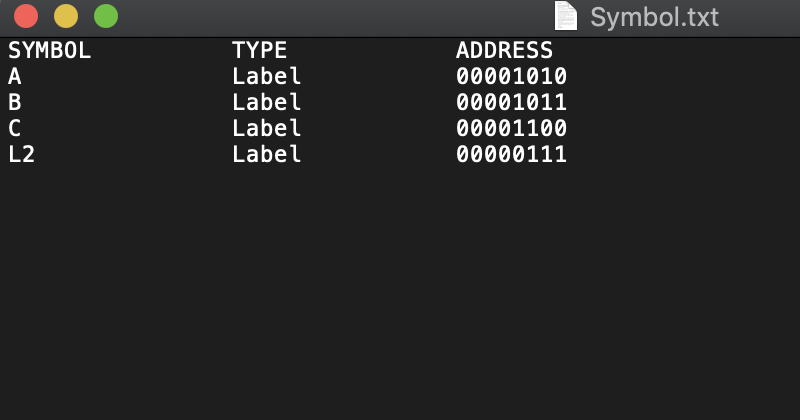 Symbol.txt
SYMBOL TYPE ADDRESS
A Label 00001010
B Label 00001011
C Label 00001100
L2 Label 00000111